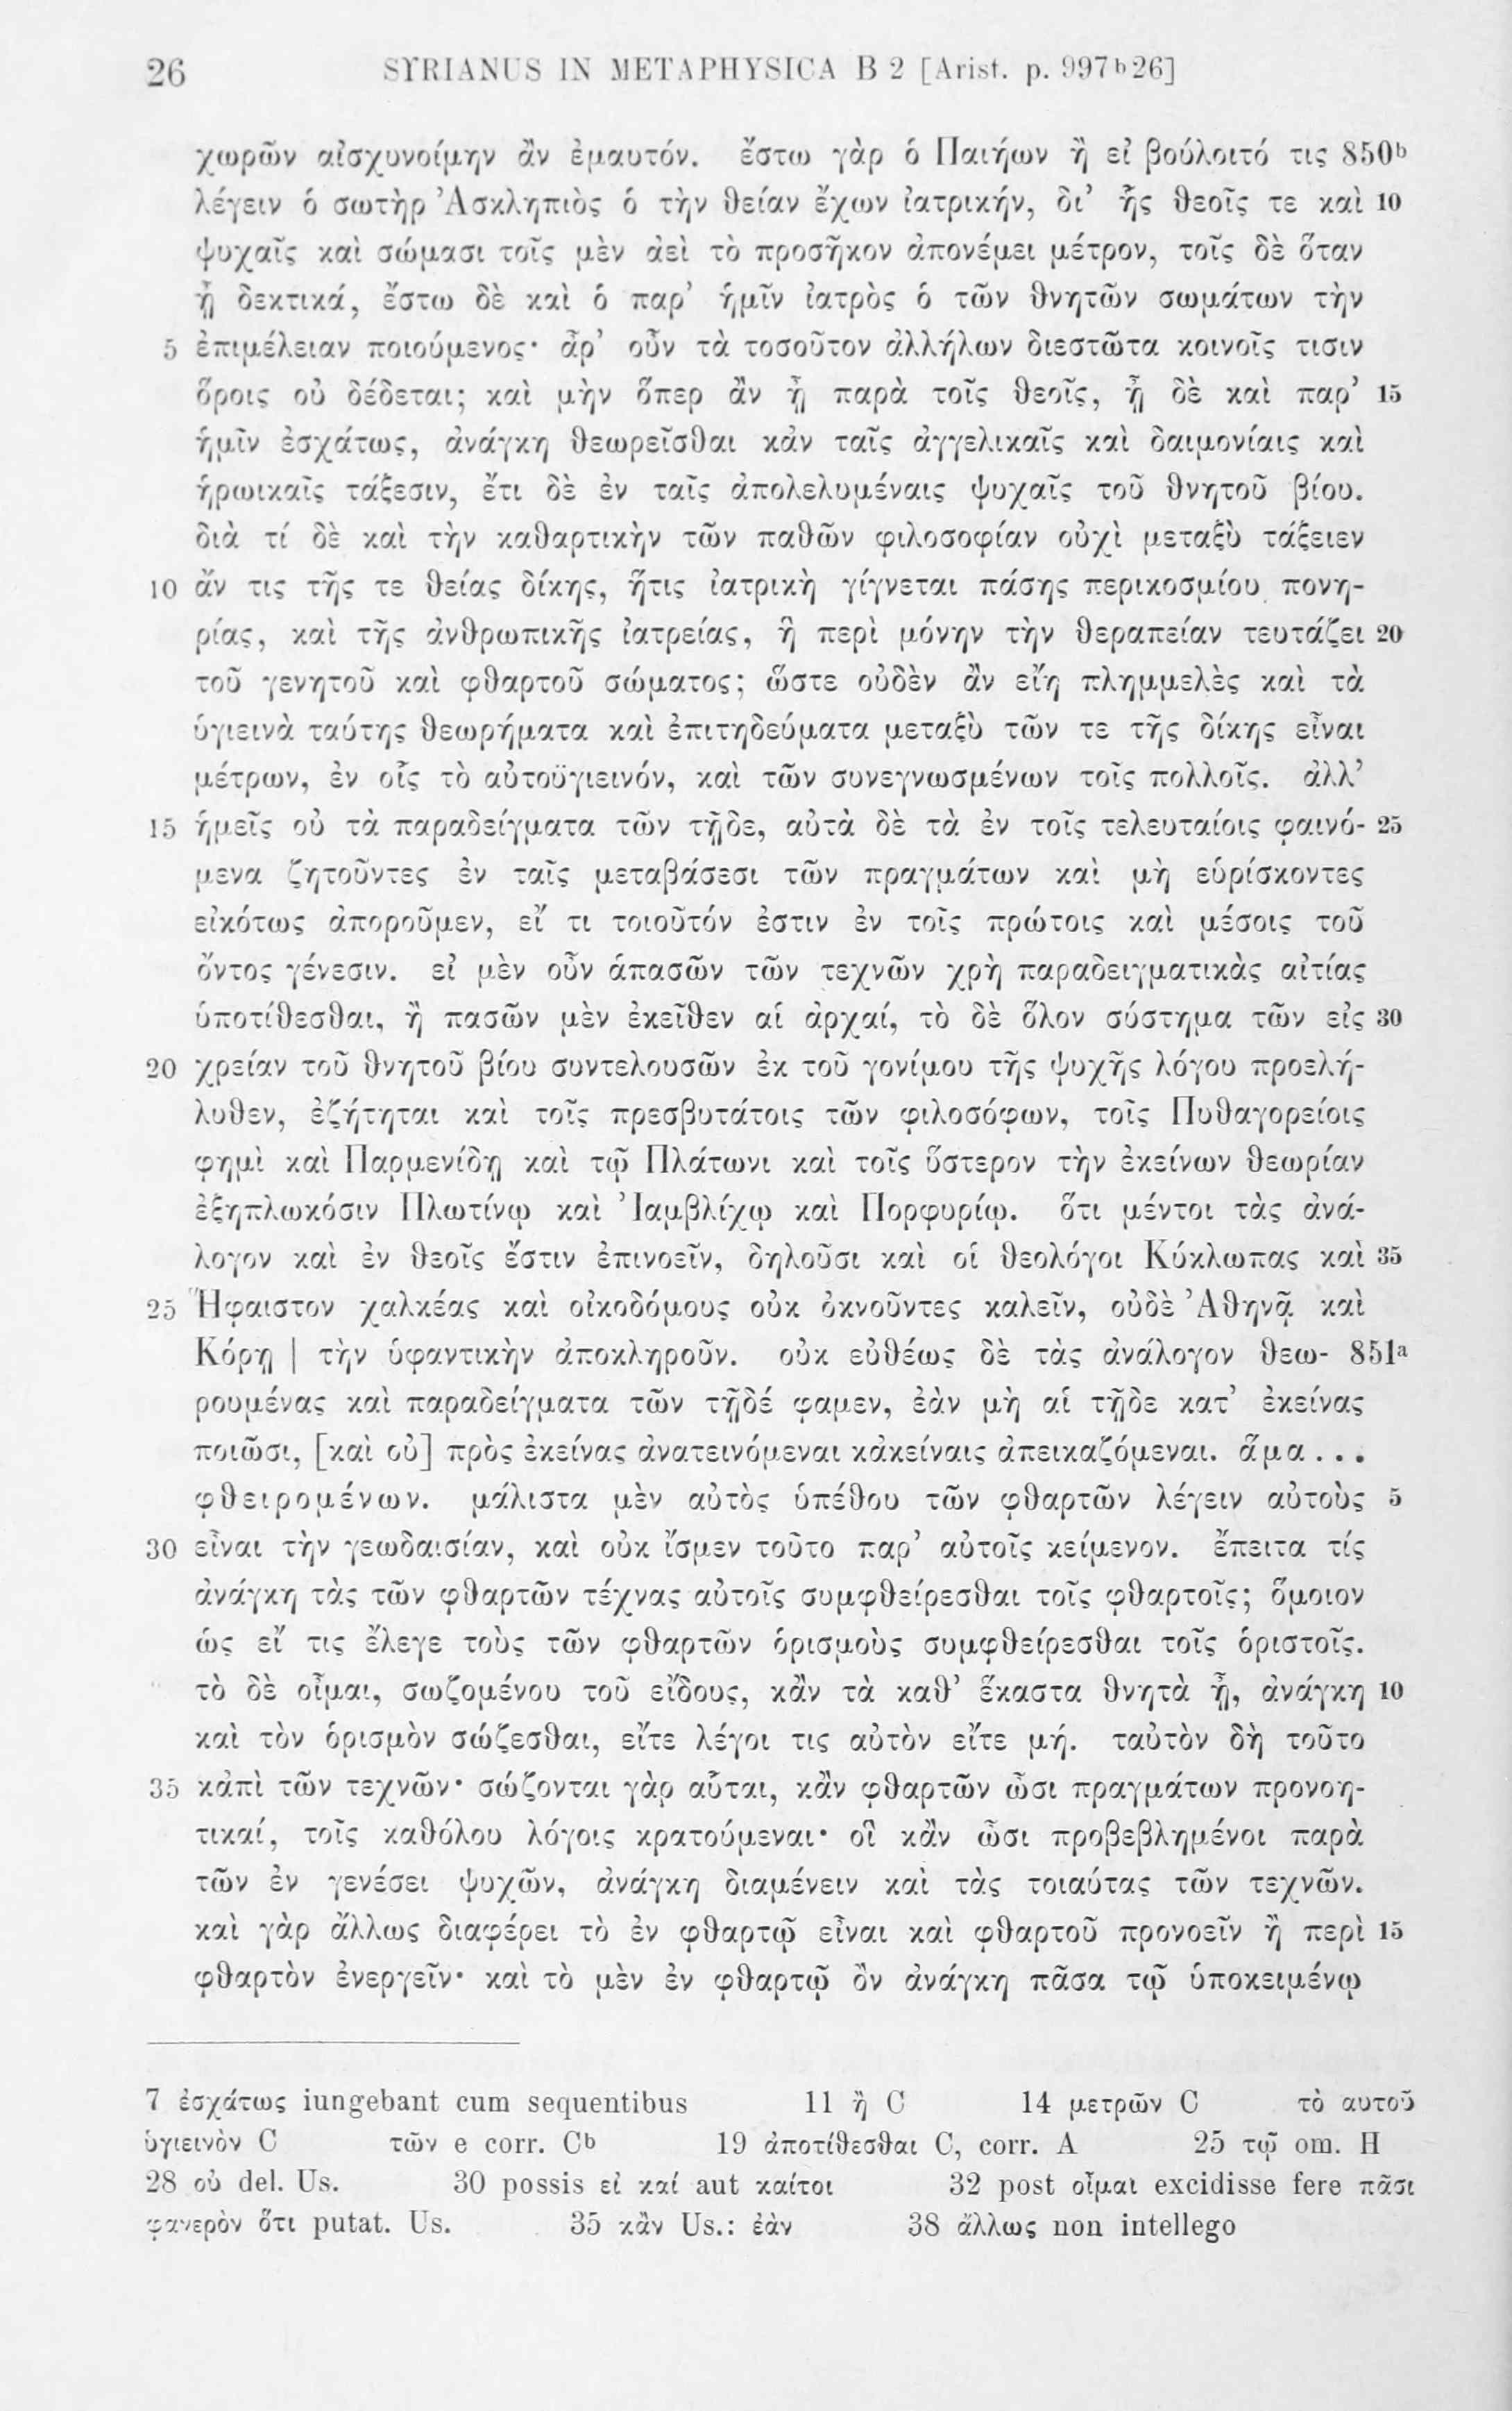 26 SYRIANUS IN METAPHYSICA B 2 [Arist. p. 997ᵇ26]
χωρῶν αἰσχυνοίμην ἂν ἐμαυτόν. ἔστω γὰρ ὁ Παιήων ἢ εἰ βούλοιτό τις 850ᵇ
λέγειν ὁ σωτὴρ Ἀσκληπιὸς ὁ τὴν θείαν ἔχων ἰατρικήν, δι’ ἧς θεοῖς τε καὶ 10
ψυχαῖς καὶ σώμασι τοῖς μὲν ἀεὶ τὸ προσῆκον ἀπονέμει μέτρον, τοῖς δὲ ὅταν
ᾖ δεκτικά, ἔστω δὲ καὶ ὁ παρ’ ἡμῖν ἰατρὸς ὁ τῶν θνητῶν σωμάτων τὴν
5 ἐπιμέλειαν ποιούμενος· ἆρ’ οὖν τὰ τοσοῦτον ἀλλήλων διεστῶτα κοινοῖς τισιν
ὅροις οὐ δέδεται; καὶ μὴν ὅπερ ἂν ᾖ παρὰ τοῖς θεοῖς, ᾖ δὲ καὶ παρ’ 15
ἡμῖν ἐσχάτως, ἀνάγκη θεωρεῖσθαι κἀν ταῖς ἀγγελικαῖς καὶ δαιμονίαις καὶ
ἡρωικαῖς τάξεσιν, ἔτι δὲ ἐν ταῖς ἀπολελυμέναις ψυχαῖς τοῦ θνητοῦ βίου.
διὰ τί δὲ καὶ τὴν καθαρτικὴν τῶν παθῶν φιλοσοφίαν οὐχὶ μεταξὺ τάξειεν
10 ἄν τις τῆς τε θείας δίκης, ἥτις ἰατρικὴ γίγνεται πάσης περικοσμίου πονη-
ρίας, καὶ τῆς ἀνθρωπικῆς ἰατρείας, ἣ περὶ μόνην τὴν θεραπείαν τευτάζει 20
τοῦ γενητοῦ καὶ φθαρτοῦ σώματος; ὥστε οὐδὲν ἂν εἴη πλημμελὲς καὶ τὰ
ὑγιεινὰ ταύτης θεωρήματα καὶ ἐπιτηδεύματα μεταξὺ τῶν τε τῆς δίκης εἶναι
μέτρων, ἐν οἷς τὸ αὐτοϋγιεινόν, καὶ τῶν συνεγνωσμένων τοῖς πολλοῖς. ἀλλ’
15 ἡμεῖς οὐ τὰ παραδείγματα τῶν τῇδε, αὐτὰ δὲ τὰ ἐν τοῖς τελευταίοις φαινό- 25
μενα ζητοῦντες ἐν ταῖς μεταβάσεσι τῶν πραγμάτων καὶ μὴ εὑρίσκοντες
εἰκότως ἀποροῦμεν, εἴ τι τοιοῦτόν ἐστιν ἐν τοῖς πρώτοις καὶ μέσοις τοῦ
ὄντος γένεσιν. εἰ μὲν οὖν ἁπασῶν τῶν τεχνῶν χρὴ παραδειγματικὰς αἰτίας
ὑποτίθεσθαι, ἢ πασῶν μὲν ἐκεῖθεν αἱ ἀρχαί, τὸ δὲ ὅλον σύστημα τῶν εἰς 30
20 χρείαν τοῦ θνητοῦ βίου συντελουσῶν ἐκ τοῦ γονίμου τῆς ψυχῆς λόγου προελή-
λυθεν, ἐζήτηται καὶ τοῖς πρεσβυτάτοις τῶν φιλοσόφων, τοῖς Πυθαγορείοις
φημὶ καὶ Παρμενίδῃ καὶ τῷ Πλάτωνι καὶ τοῖς ὕστερον τὴν ἐκείνων θεωρίαν
ἐξηπλωκόσιν Πλωτίνῳ καὶ Ἰαμβλίχῳ καὶ Πορφυρίῳ. ὅτι μέντοι τὰς ἀνά-
λογον καὶ ἐν θεοῖς ἔστιν ἐπινοεῖν, δηλοῦσι καὶ οἱ θεολόγοι Κύκλωπας καὶ 35
25 Ἥφαιστον χαλκέας καὶ οἰκοδόμους οὐκ ὀκνοῦντες καλεῖν, οὐδὲ Ἀθηνᾷ καὶ
Κόρῃ | τὴν ὑφαντικὴν ἀποκληροῦν. οὐκ εὐθέως δὲ τὰς ἀνάλογον θεω- 851ᵃ
ρουμένας καὶ παραδείγματα τῶν τῇδέ φαμεν, ἐὰν μὴ αἱ τῇδε κατ’ ἐκείνας
ποιῶσι, [καὶ οὐ] πρὸς ἐκείνας ἀνατεινόμεναι κἀκείναις ἀπεικαζόμεναι. ἅμα...
φθειρομένων. μάλιστα μὲν αὐτὸς ὑπέθου τῶν φθαρτῶν λέγειν αὐτοὺς 5
30 εἶναι τὴν γεωδαισίαν, καὶ οὐκ ἴσμεν τοῦτο παρ’ αὐτοῖς κείμενον. ἔπειτα τίς
ἀνάγκη τὰς τῶν φθαρτῶν τέχνας αὐτοῖς συμφθείρεσθαι τοῖς φθαρτοῖς; ὅμοιον
ὡς εἴ τις ἔλεγε τοὺς τῶν φθαρτῶν ὁρισμοὺς συμφθείρεσθαι τοῖς ὁριστοῖς.
τὸ δὲ οἶμαι, σωζομένου τοῦ εἴδους, κἂν τὰ καθ’ ἕκαστα θνητὰ ᾖ, ἀνάγκη 10
καὶ τὸν ὁρισμὸν σώζεσθαι, εἴτε λέγοι τις αὐτὸν εἴτε μή. ταὐτὸν δὴ τοῦτο
35 κἀπὶ τῶν τεχνῶν· σώζονται γὰρ αὗται, κἂν φθαρτῶν ὦσι πραγμάτων προνοη-
τικαί, τοῖς καθόλου λόγοις κρατούμεναι· οἳ κἂν ὦσι προβεβλημένοι παρὰ
τῶν ἐν γενέσει ψυχῶν, ἀνάγκη διαμένειν καὶ τὰς τοιαύτας τῶν τεχνῶν.
καὶ γὰρ ἄλλως διαφέρει τὸ ἐν φθαρτῷ εἶναι καὶ φθαρτοῦ προνοεῖν ἢ περὶ 15
φθαρτὸν ἐνεργεῖν· καὶ τὸ μὲν ἐν φθαρτῷ ὂν ἀνάγκη πᾶσα τῷ ὑποκειμένῳ
7 ἐσχάτως iungebant cum sequentibus 11 ἢ C 14 μετρῶν C τὸ αυτοῦ
ὑγιεινὸν C τῶν e corr. Cᵇ 19 ἀποτίθεσθαι C, corr. A 25 τῷ om. H
28 οὐ del. Us. 30 possis εἰ καί aut καίτοι 32 post οἶμαι excidisse fere πᾶσι
φανερὸν ὅτι putat. Us. 35 κἂν Us.: ἐὰν 38 ἄλλως non intellego